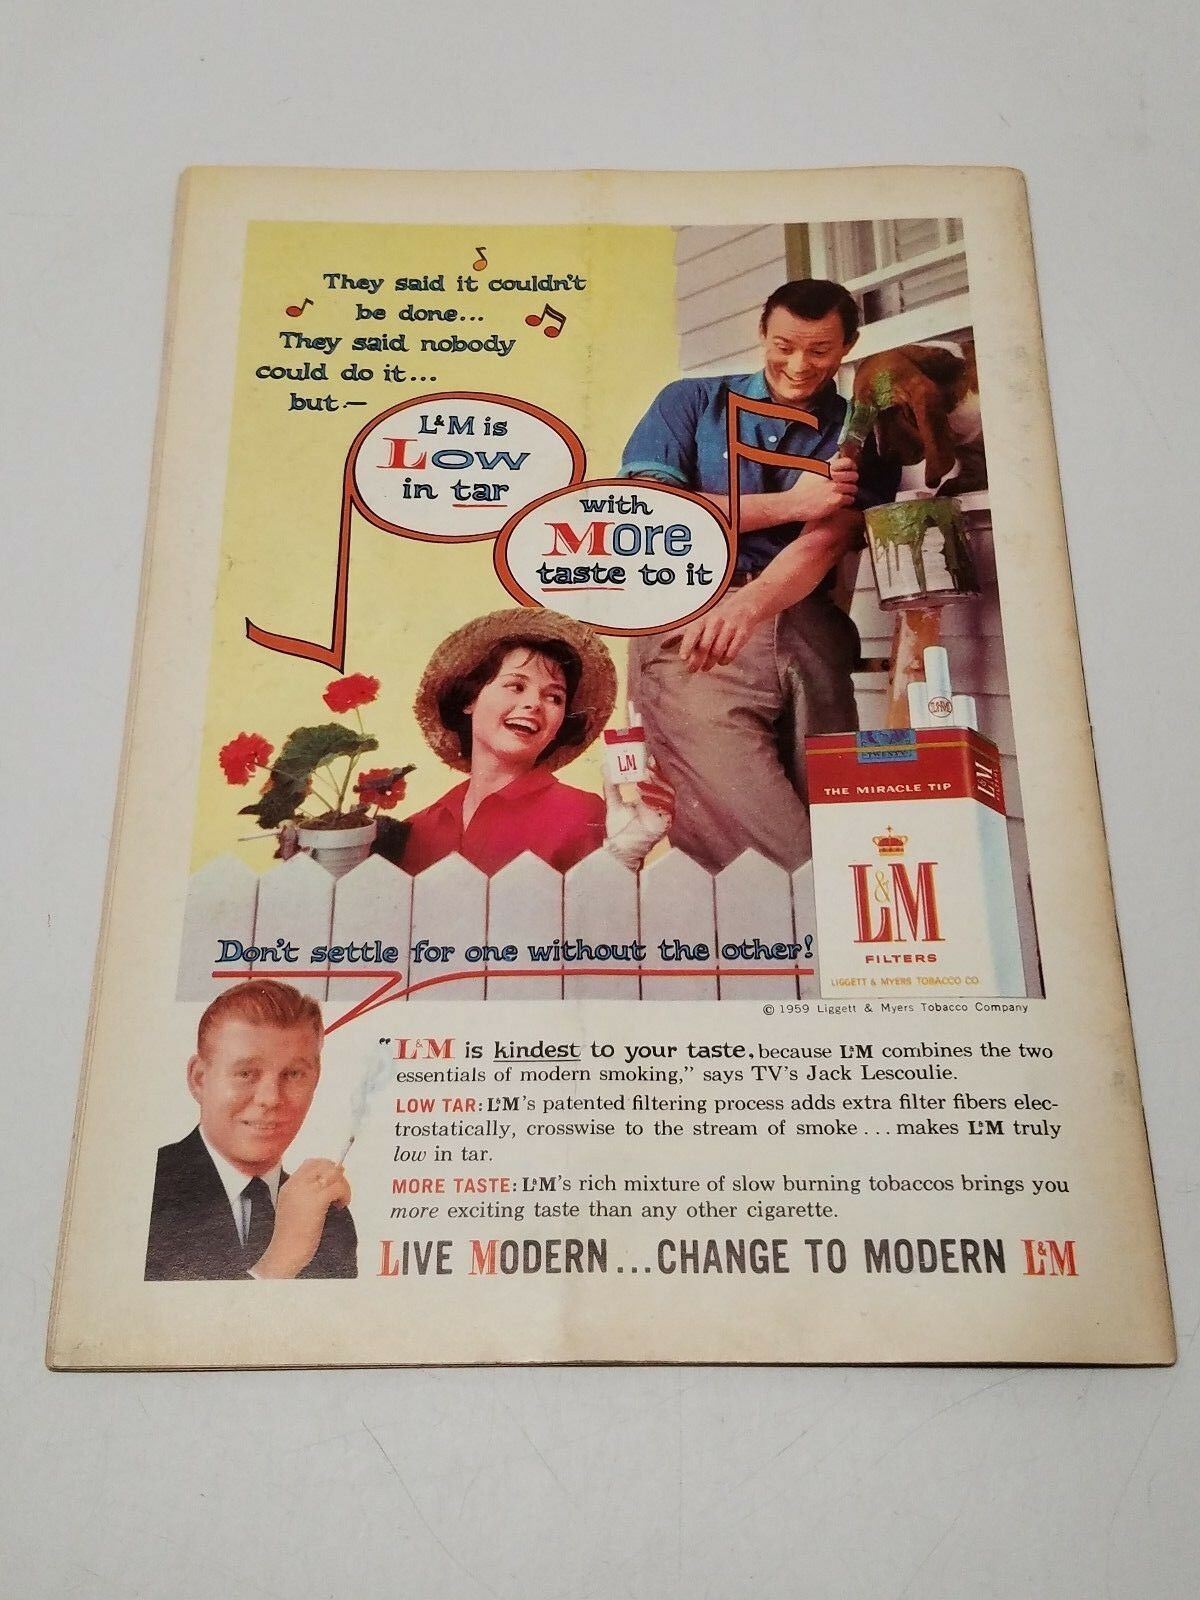 They said it couldn't
be done...
They said nobody
could do it...
but—
L&M is
Low
in tar
with
More
taste to it
LM
THE MIRACLE TIP
L&M
L&M
FILTERS
LIGGETT & MYERS TOBACCO CO
Don't settle for one without the other!
© 1959 Liggett & Myers Tobacco Company
"L&M is kindest to your taste, because L&M combines the two
essentials of modern smoking," says TV's Jack Lescoulie.
LOW TAR: L&M's patented filtering process adds extra filter fibers elec-
trostatically, crosswise to the stream of smoke ... makes L&M truly
low in tar.
MORE TASTE: L&M's rich mixture of slow burning tobaccos brings you
more exciting taste than any other cigarette.
LIVE MODERN...CHANGE TO MODERN L&M